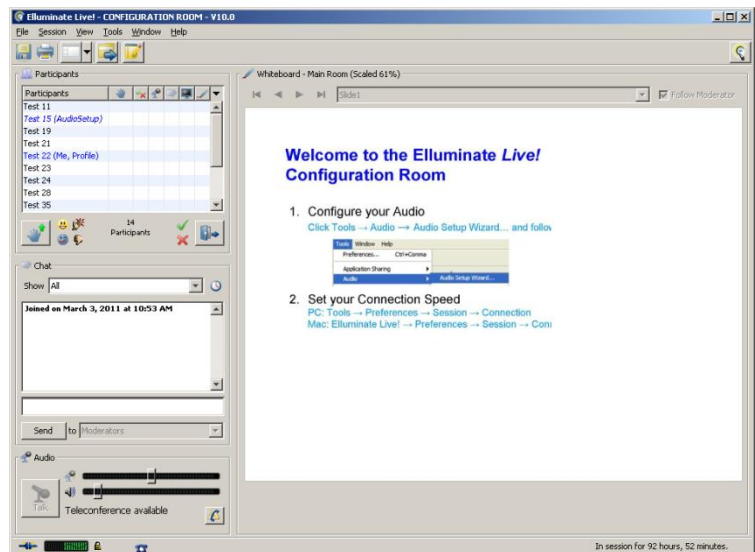 Elluminate Live! - CONFIGURATION ROOM - V10.0
File Session View Tools Window Help
Participants
Participants
Test 11
Test 15 (AudioSetup)
Test 19
Test 21
Test 22 (Me, Profile)
Test 23
Test 24
Test 28
Test 35
14
Participants
Chat
Show All
Joined on March 3, 2011 at 10:53 AM
Send to Moderators
Audio
Talk
Teleconference available
Whiteboard - Main Room (Scaled 61%)
Slide1 Follow Moderator
Welcome to the Elluminate Live!
Configuration Room
1. Configure your Audio
Click Tools → Audio → Audio Setup Wizard... and follow
Tools Window Help
Preferences... Ctrl+Comma
Application Sharing
Audio Audio Setup Wizard...
2. Set your Connection Speed
PC: Tools → Preferences → Session → Connection
Mac: Elluminate Live! → Preferences → Session → Conn
In session for 92 hours, 52 minutes.